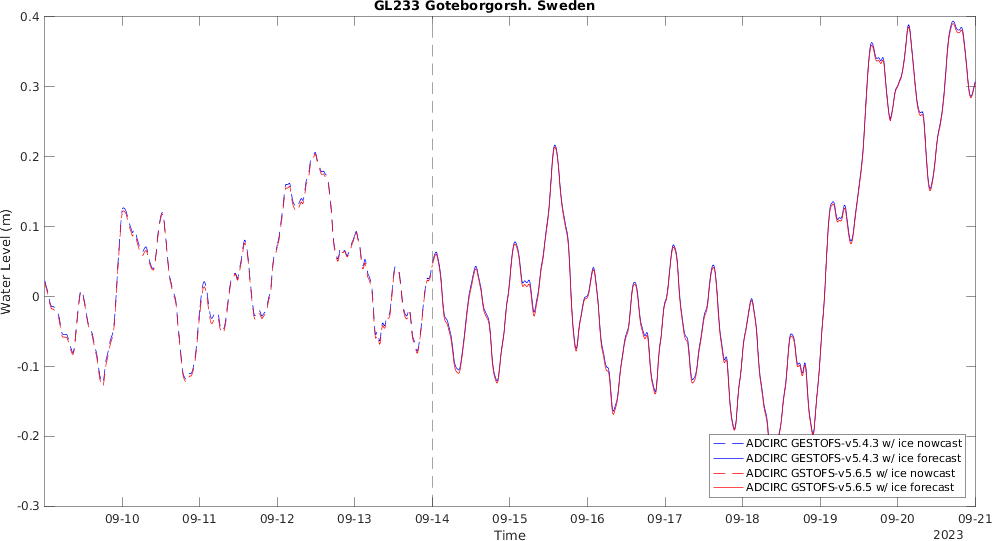 GL233 Goteborgorsh. Sweden
0.4
0.3
0.2
0.1
0
-0.1
-0.2
-0.3
Water Level (m)
09-10 09-11 09-12 09-13 09-14 09-15 09-16 09-17 09-18 09-19 09-20 09-21
Time
2023
ADCIRC GESTOFS-v5.4.3 w/ ice nowcast
ADCIRC GESTOFS-v5.4.3 w/ ice forecast
ADCIRC GSTOFS-v5.6.5 w/ ice nowcast
ADCIRC GSTOFS-v5.6.5 w/ ice forecast